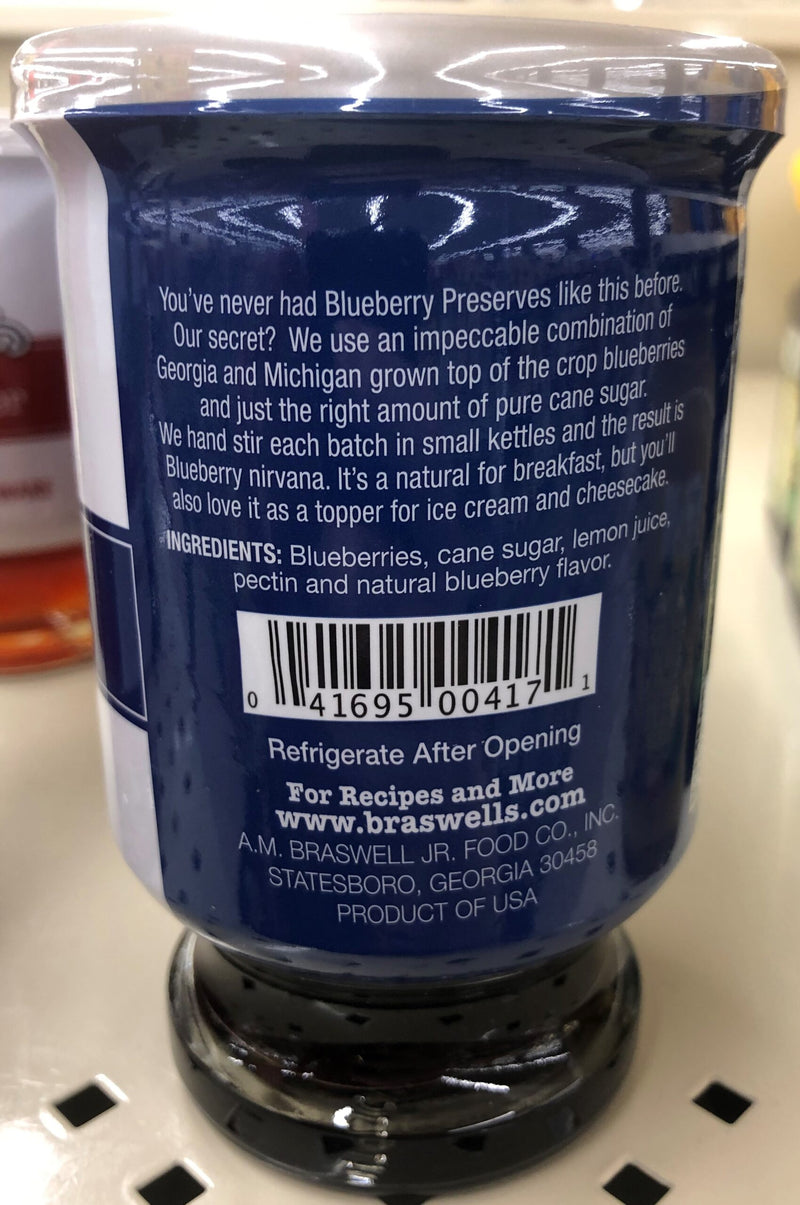 You've never had Blueberry Preserves like this before.
Our secret? We use an impeccable combination of
Georgia and Michigan grown top of the crop blueberries
and just the right amount of pure cane sugar.
We hand stir each batch in small kettles and the result is
Blueberry nirvana. It's a natural for breakfast, but you'll
also love it as a topper for ice cream and cheesecake.
INGREDIENTS: Blueberries, cane sugar, lemon juice,
pectin and natural blueberry flavor.
0 41695 00417 1
Refrigerate After Opening
For Recipes and More
www.braswells.com
A.M. BRASWELL JR. FOOD CO., INC.
STATESBORO, GEORGIA 30458
PRODUCT OF USA